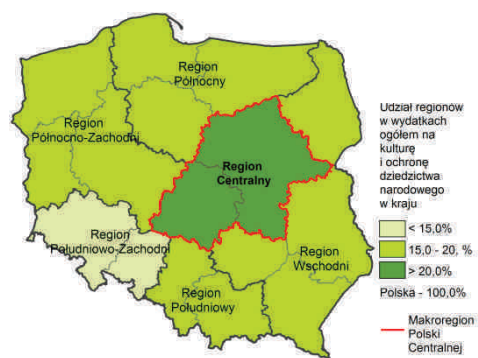 Region
Północny
Region
Północno-Zachodni
Region
Centralny
Region
Południowo-Zachodni
Region
Wschodni
Region
Południowy
Udział regionów
w wydatkach
ogółem na
kulturę
i ochronę
dziedzictwa
narodowego
w kraju
< 15,0%
15,0 - 20, %
> 20,0%
Polska - 100,0%
Makroregion
Polski
Centralnej